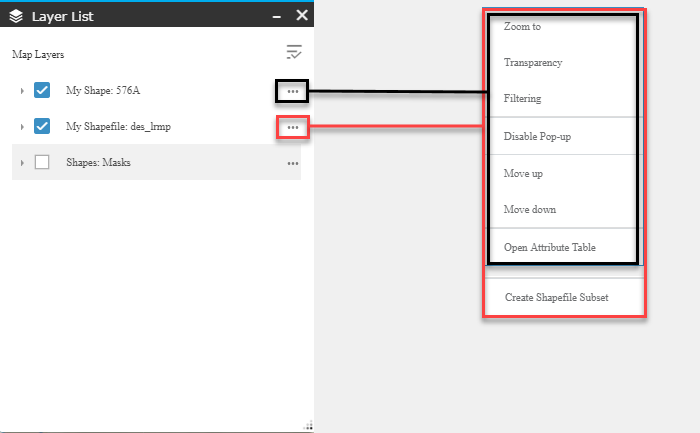 Layer List
Map Layers
My Shape: 576A
My Shapefile: des_lrmp
Shapes: Masks
Zoom to
Transparency
Filtering
Disable Pop-up
Move up
Move down
Open Attribute Table
Create Shapefile Subset